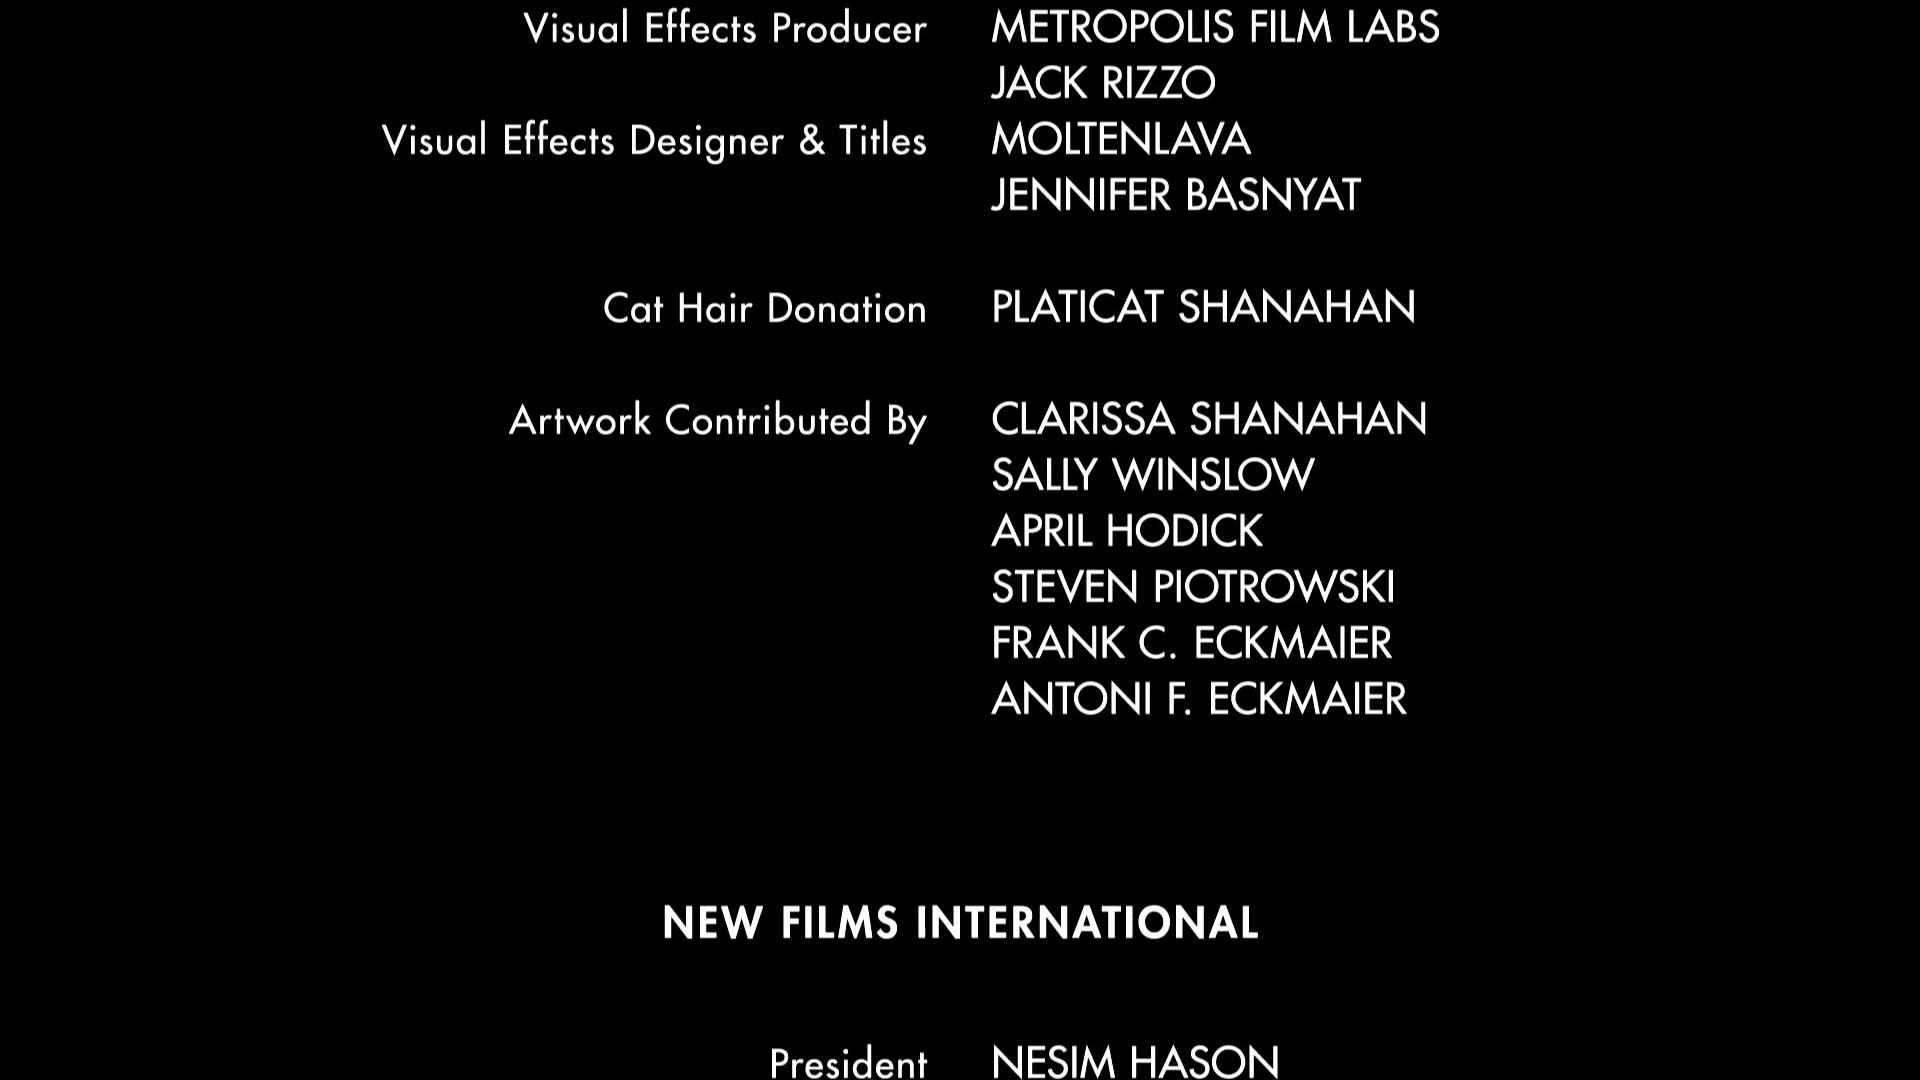 Visual Effects Producer METROPOLIS FILM LABS
JACK RIZZO
Visual Effects Designer & Titles MOLTENLAVA
JENNIFER BASNYAT
Cat Hair Donation PLATICAT SHANAHAN
Artwork Contributed By CLARISSA SHANAHAN
SALLY WINSLOW
APRIL HODICK
STEVEN PIOTROWSKI
FRANK C. ECKMAIER
ANTONI F. ECKMAIER
NEW FILMS INTERNATIONAL
President NESIM HASON